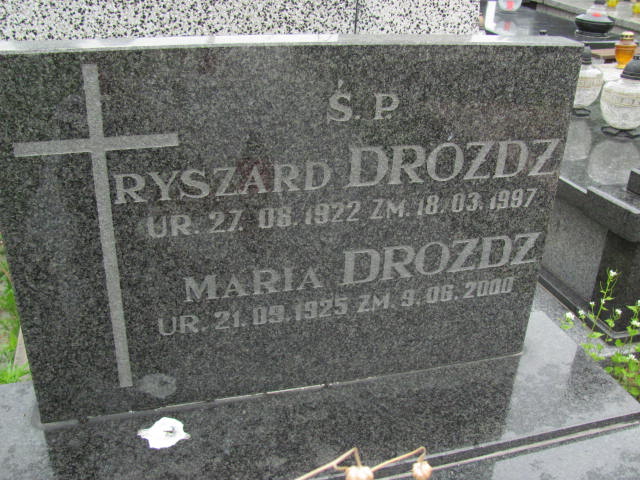 Ś.P.
RYSZARD DROZDZ
UR. 27. 08. 1922 ZM. 18. 03. 1997
MARIA DROZDZ
UR. 21. 09. 1925 ZM. 9. 06. 2000